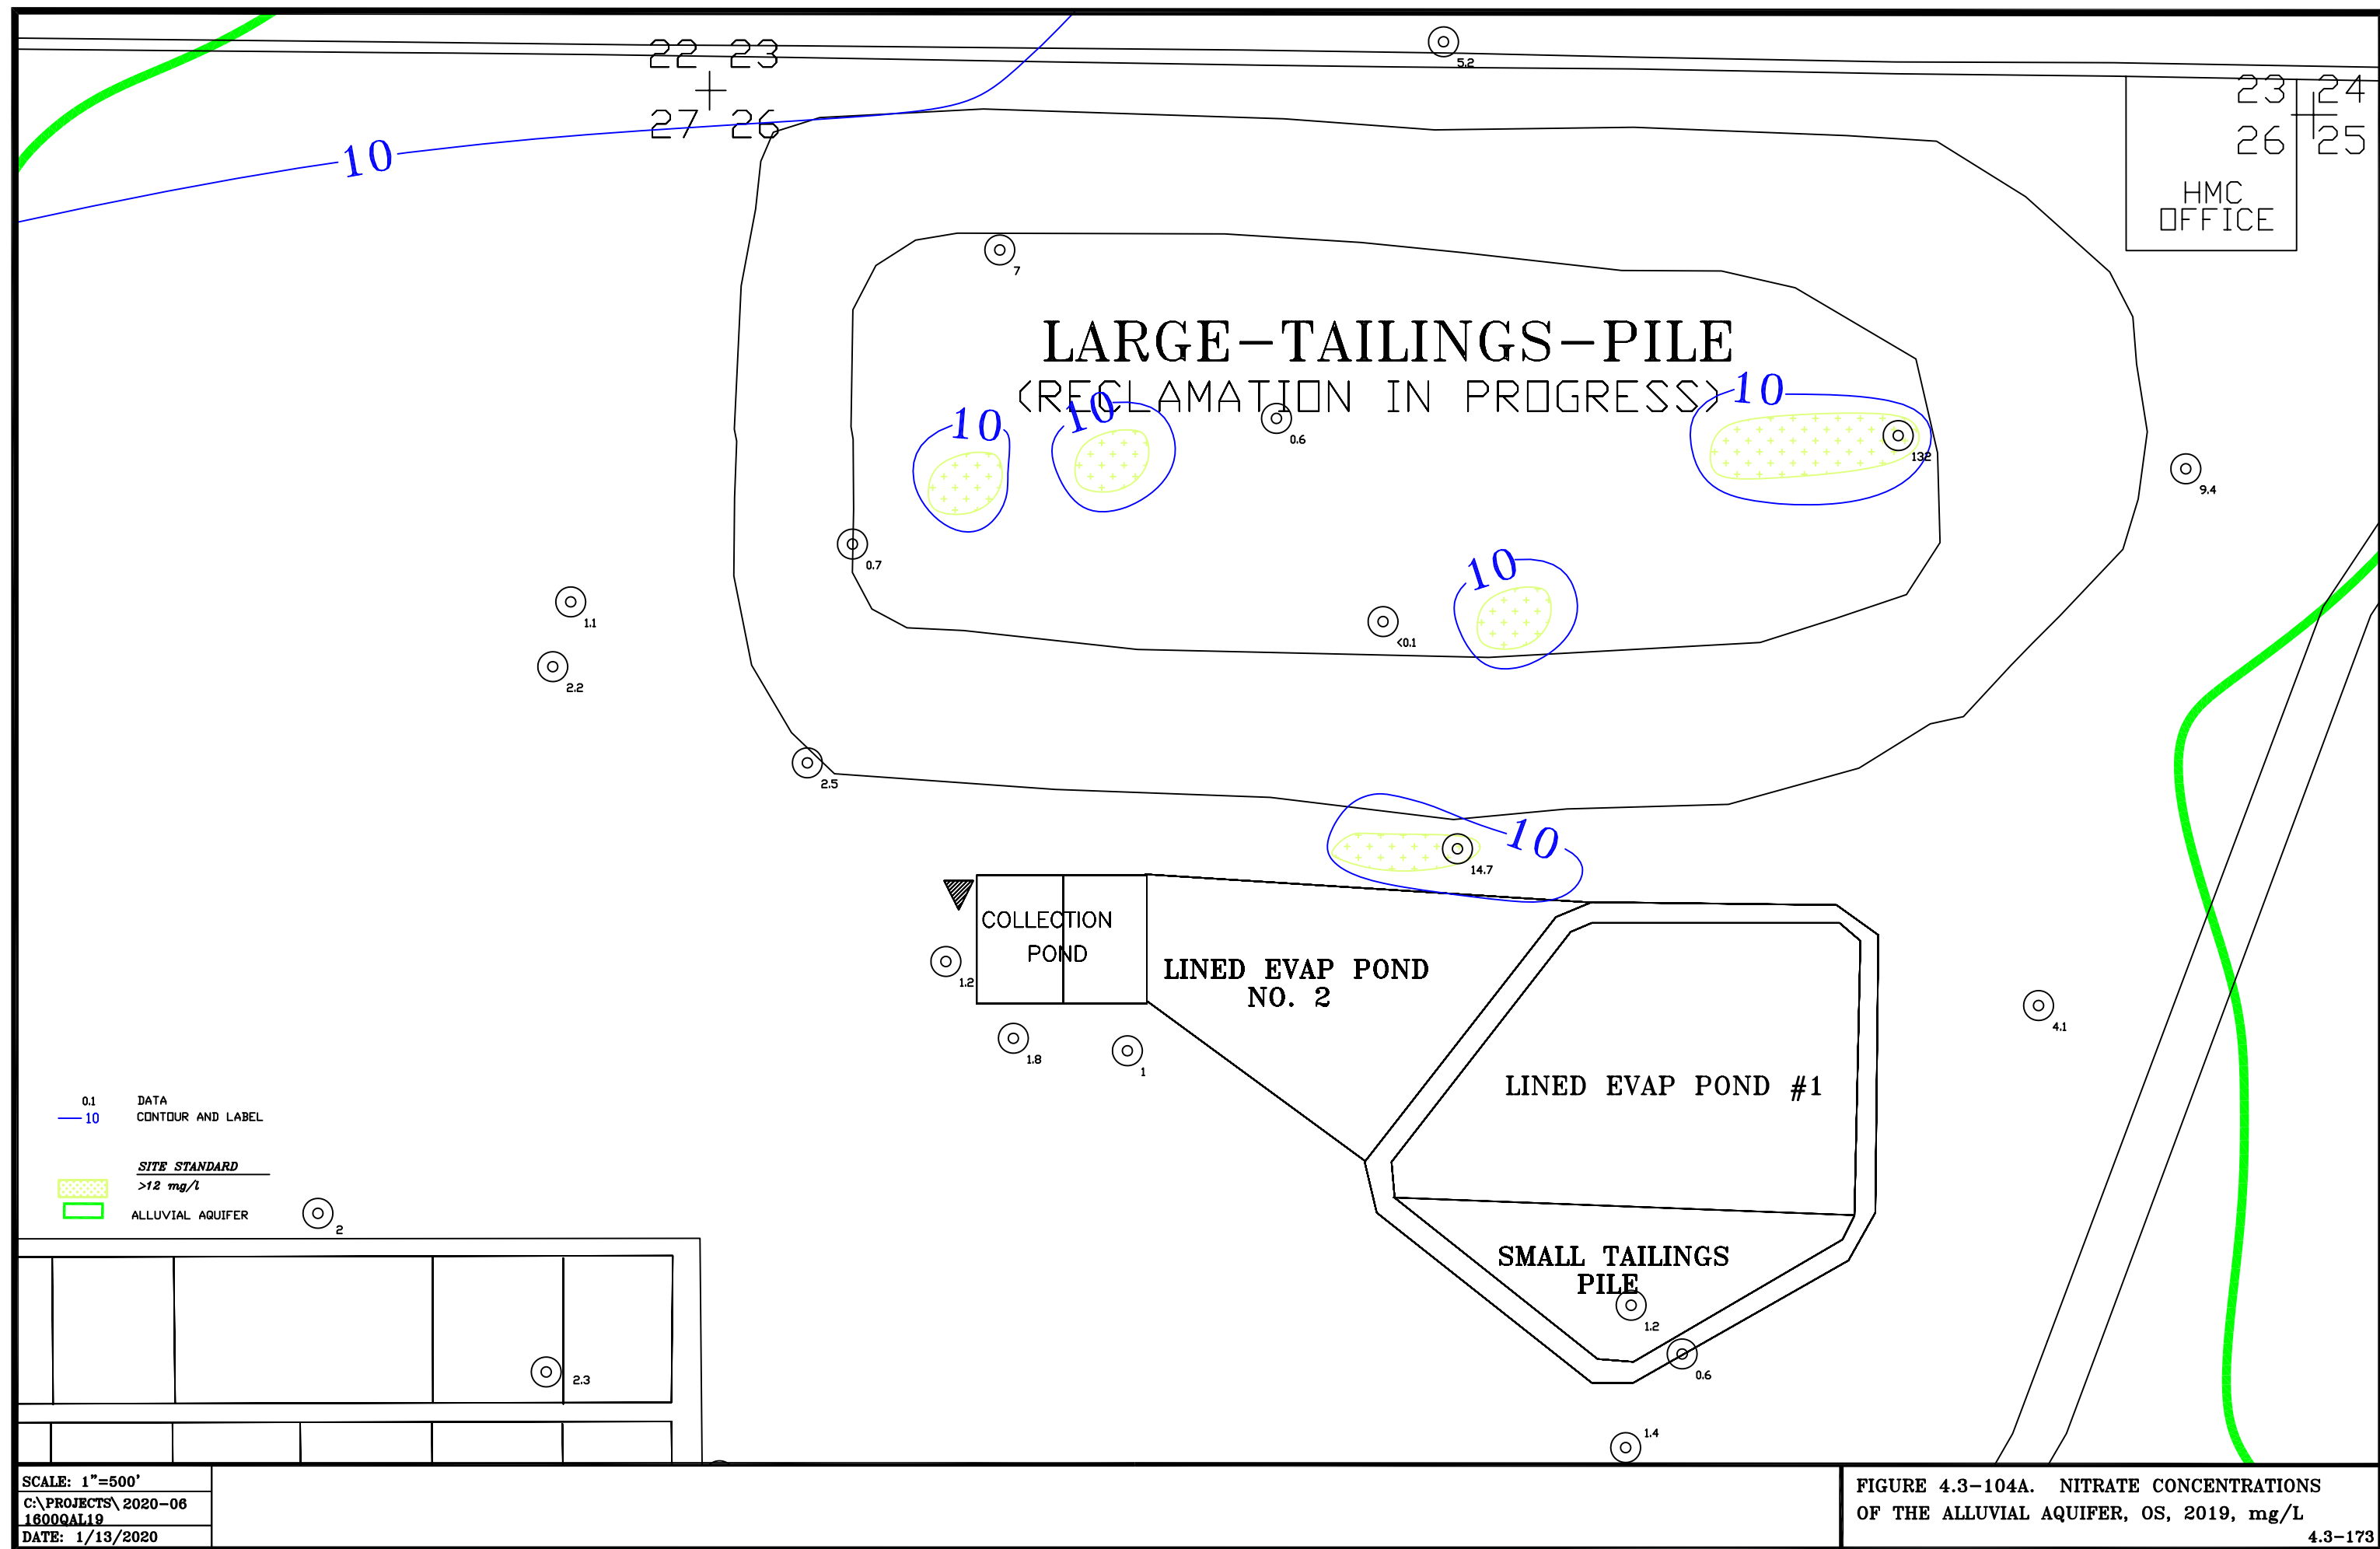 22 23
27 26
5.2
23 24
26 25
HMC
OFFICE
10
7
LARGE-TAILINGS-PILE
(RECLAMATION IN PROGRESS)
10
10
10
0.6
132
9.4
0.7
10
<0.1
1.1
2.2
2.5
10
14.7
COLLECTION
POND
1.2
LINED EVAP POND
NO. 2
1.8
1
4.1
LINED EVAP POND #1
0.1 DATA
10 CONTOUR AND LABEL
SITE STANDARD
>12 mg/l
ALLUVIAL AQUIFER
2
SMALL TAILINGS
PILE
1.2
0.6
2.3
1.4
SCALE: 1"=500'
C:\PROJECTS\2020-06
1600QAL19
DATE: 1/13/2020
FIGURE 4.3-104A. NITRATE CONCENTRATIONS
OF THE ALLUVIAL AQUIFER, OS, 2019, mg/L
4.3-173